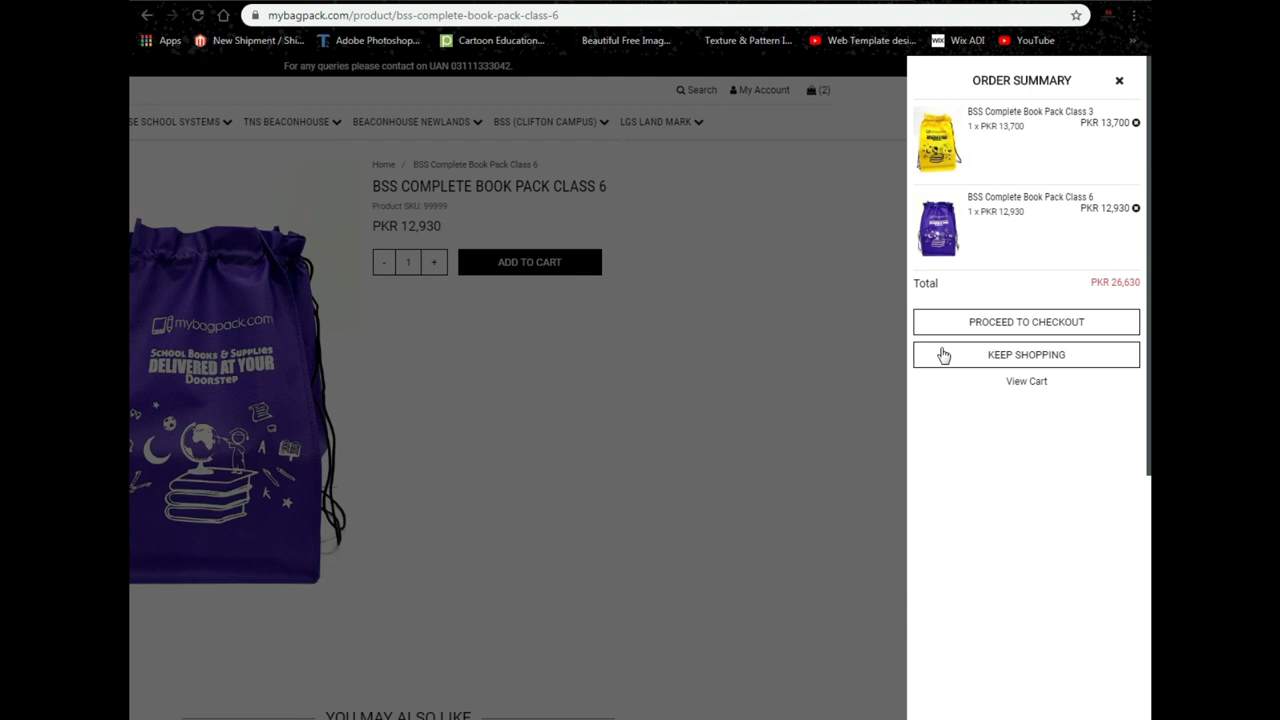 mybagpack.com/product/bss-complete-book-pack-class-6
Apps New Shipment / Shi... Adobe Photoshop... Cartoon Education... Beautiful Free Imag... Texture & Pattern I... Web Template desi... WIX Wix ADI YouTube »
For any queries please contact on UAN 03111333042.
Search My Account (2)
SE SCHOOL SYSTEMS TNS BEACONHOUSE BEACONHOUSE NEWLANDS BSS (CLIFTON CAMPUS) LGS LAND MARK
Home / BSS Complete Book Pack Class 6
BSS COMPLETE BOOK PACK CLASS 6
Product SKU: 99999
PKR 12,930
- 1 + ADD TO CART
mybagpack.com
SCHOOL BOOKS & SUPPLIES
DELIVERED AT YOUR
DOORSTEP
A
K
YOU MAY ALSO LIKE
ORDER SUMMARY
BSS Complete Book Pack Class 3
1 x PKR 13,700 PKR 13,700
BSS Complete Book Pack Class 6
1 x PKR 12,930 PKR 12,930
Total PKR 26,630
PROCEED TO CHECKOUT
KEEP SHOPPING
View Cart